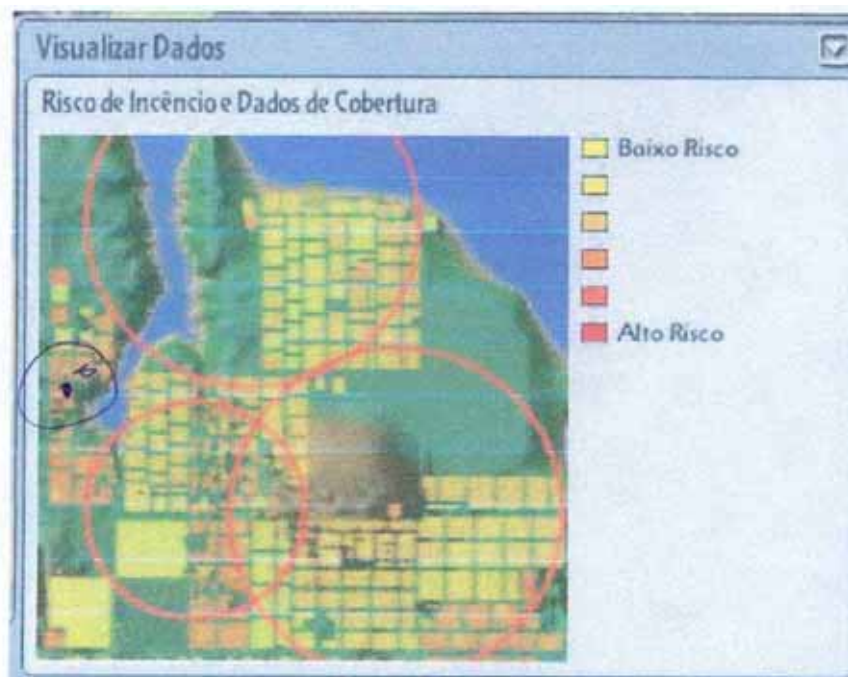 Visualizar Dados
Risco de Incêncio e Dados de Cobertura
Baixo Risco
Alto Risco